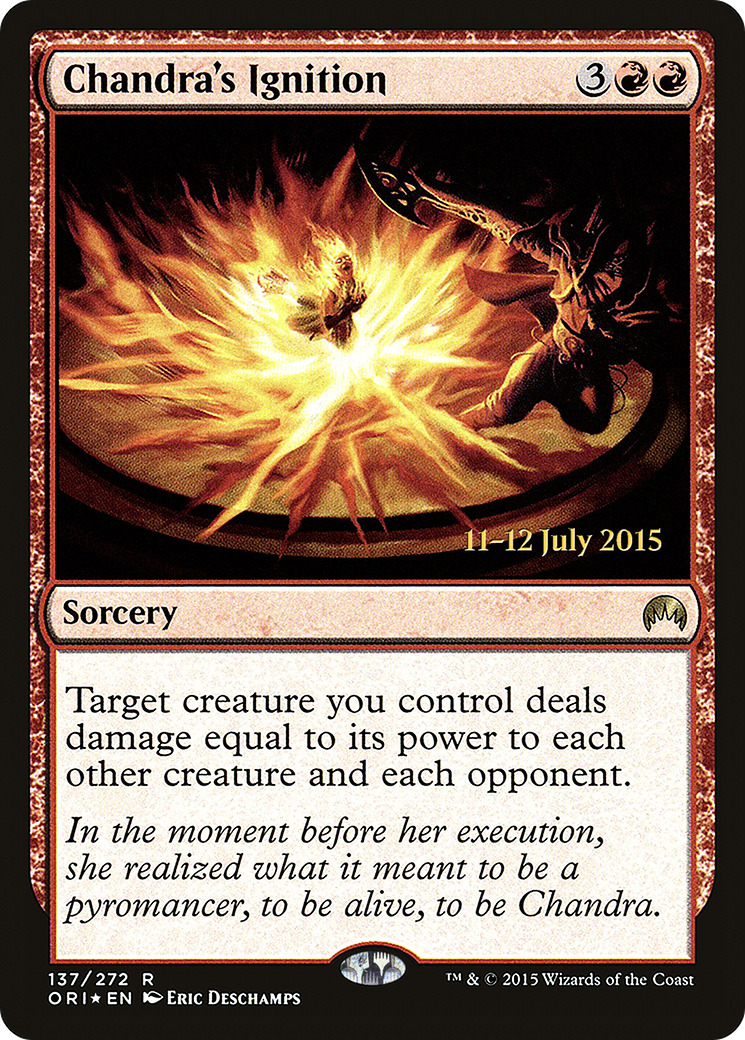 Chandra's Ignition 3
11–12 July 2015
Sorcery
Target creature you control deals
damage equal to its power to each
other creature and each opponent.
In the moment before her execution,
she realized what it meant to be a
pyromancer, to be alive, to be Chandra.
137/272 R
ORI★EN Eric Deschamps
™ & © 2015 Wizards of the Coast